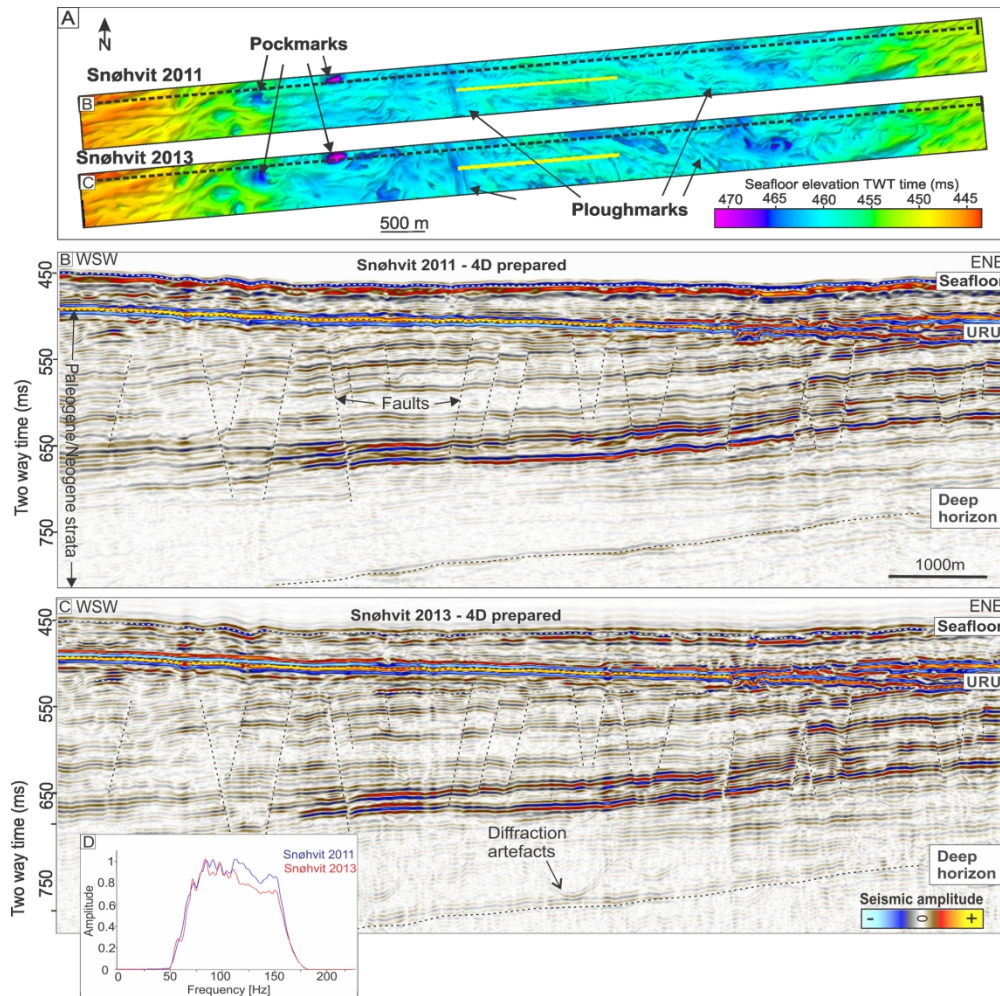 A
N
Pockmarks
Snøhvit 2011
B
Snøhvit 2013
C
500 m
Ploughmarks
Seafloor elevation TWT time (ms)
470 465 460 455 445
B WSW
Snøhvit 2011 - 4D prepared
ENE
Seafloor
URU
450
550
650
750
Two way time (ms)
Paleogene/Neogene strata
Faults
Deep
horizon
1000m
C WSW
Snøhvit 2013 - 4D prepared
ENE
Seafloor
URU
450
550
650
750
Two way time (ms)
Diffraction
artefacts
Deep
horizon
Seismic amplitude
- 0 +
D
Snøhvit 2011
Snøhvit 2013
1
0.8
0.6
0.4
0.2
0
Amplitude
0 50 100 150 200
Frequency [Hz]